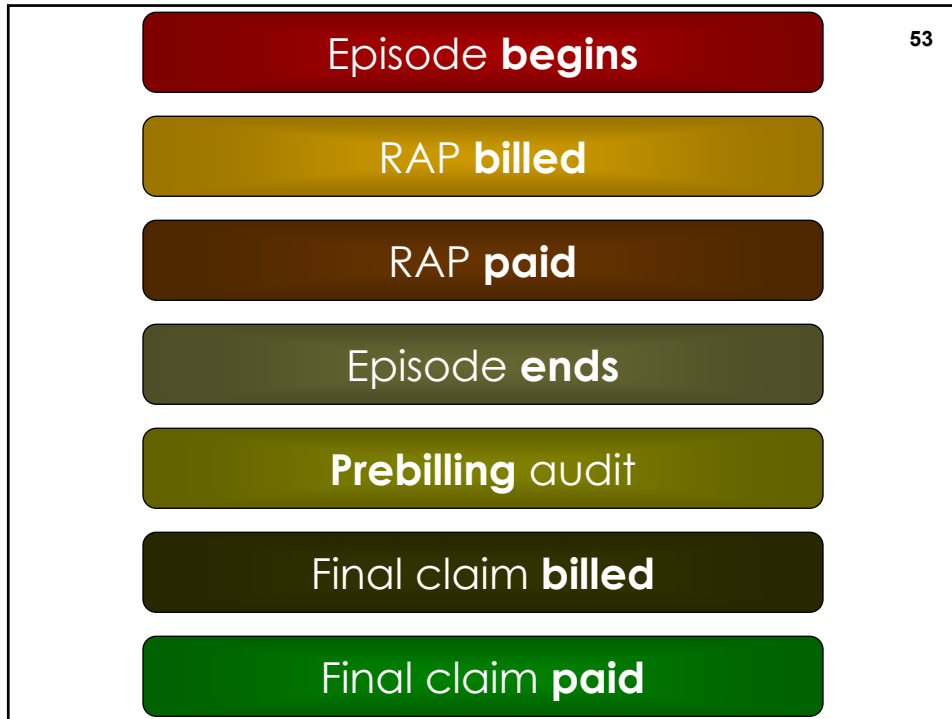 53
Episode begins
RAP billed
RAP paid
Episode ends
Prebilling audit
Final claim billed
Final claim paid